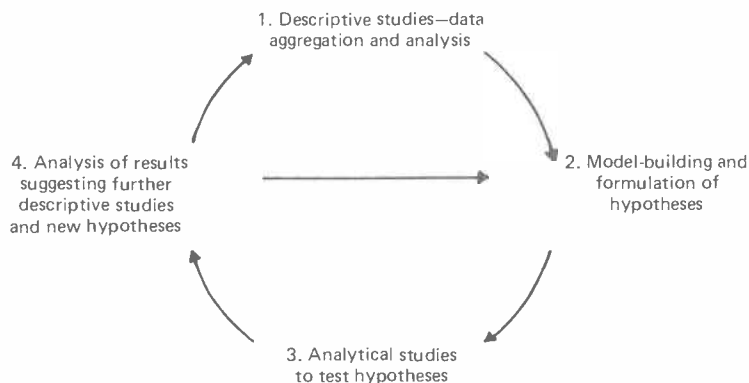 1. Descriptive studies—data
aggregation and analysis
2. Model-building and
formulation of
hypotheses
3. Analytical studies
to test hypotheses
4. Analysis of results
suggesting further
descriptive studies
and new hypotheses